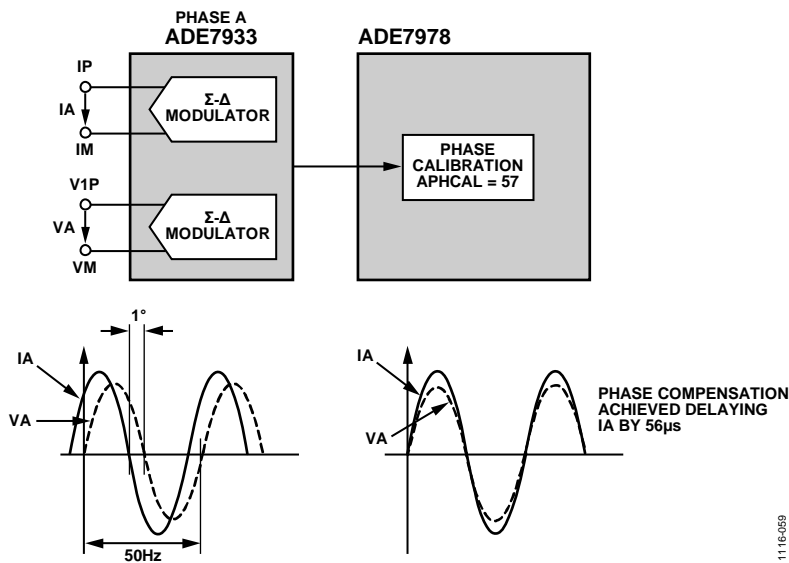 PHASE A
ADE7933
ADE7978
IP
IA
IM
Σ-Δ
MODULATOR
V1P
VA
VM
Σ-Δ
MODULATOR
PHASE
CALIBRATION
APHCAL = 57
1°
IA
VA
50Hz
IA
VA
PHASE COMPENSATION
ACHIEVED DELAYING
IA BY 56µs
1116-059